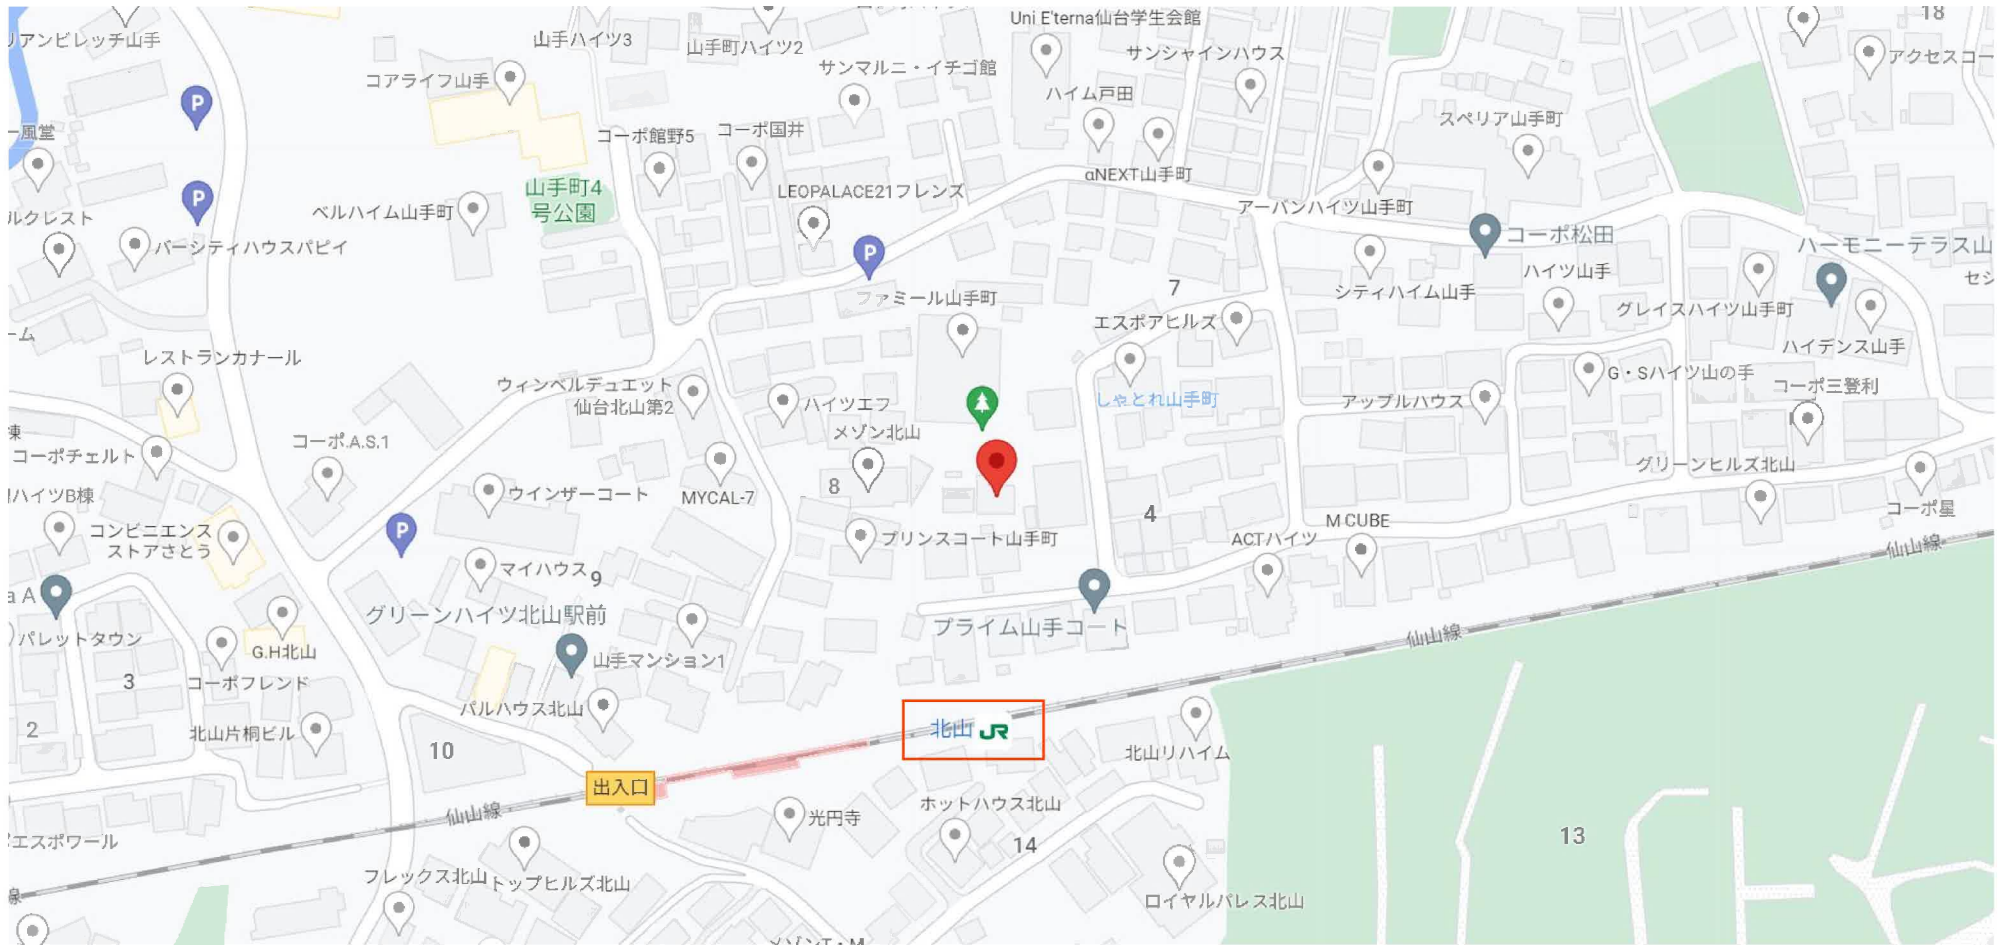 リアンビレッヂ山手
山手ハイツ3
山手町ハイツ2
Uni E'terna仙台学生会館
18
コアライフ山手
サンマルニ・イチゴ館
サンシャインハウス
アクセスコー
P
ハイム戸田
一風堂
コーポ館野5
コーポ国井
スペリア山手町
山手町4
号公園
LEOPALACE21フレンズ
αNEXT山手町
P
ルクレスト
ベルハイム山手町
アーバンハイツ山手町
バーシティハウスパピイ
P
コーポ松田
ハーモニーテラス山
ハイツ山手
セシ
ファミール山手町
7
シティハイム山手
グレイスハイツ山手町
エスポアヒルズ
ーム
レストランカナール
ハイデンス山手
ウィンベルデュエット
仙台北山第2
ハイツエフ
しゃとれ山手町
アップルハウス
G・Sハイツ山の手
コーポ三登利
棟
コーポ.A.S.1
メゾン北山
コーポチェルト
グリーンヒルズ北山
ハイツB棟
ウインザーコート
MYCAL-7
8
4
コーポ星
コンビニエンス
ストアさとう
P
プリンスコート山手町
ACTハイツ
M CUBE
仙山線
マイハウス
9
a A
グリーンハイツ北山駅前
プライム山手コート
仙山線
パレットタウン
G.H北山
山手マンション1
3
コーポフレンド
パルハウス北山
2
北山片桐ビル
10
北山
JR
北山リハイム
出入口
仙山線
光円寺
ホットハウス北山
エスポワール
14
13
フレックス北山
トップヒルズ北山
ロイヤルパレス北山
線
メゾンT・M